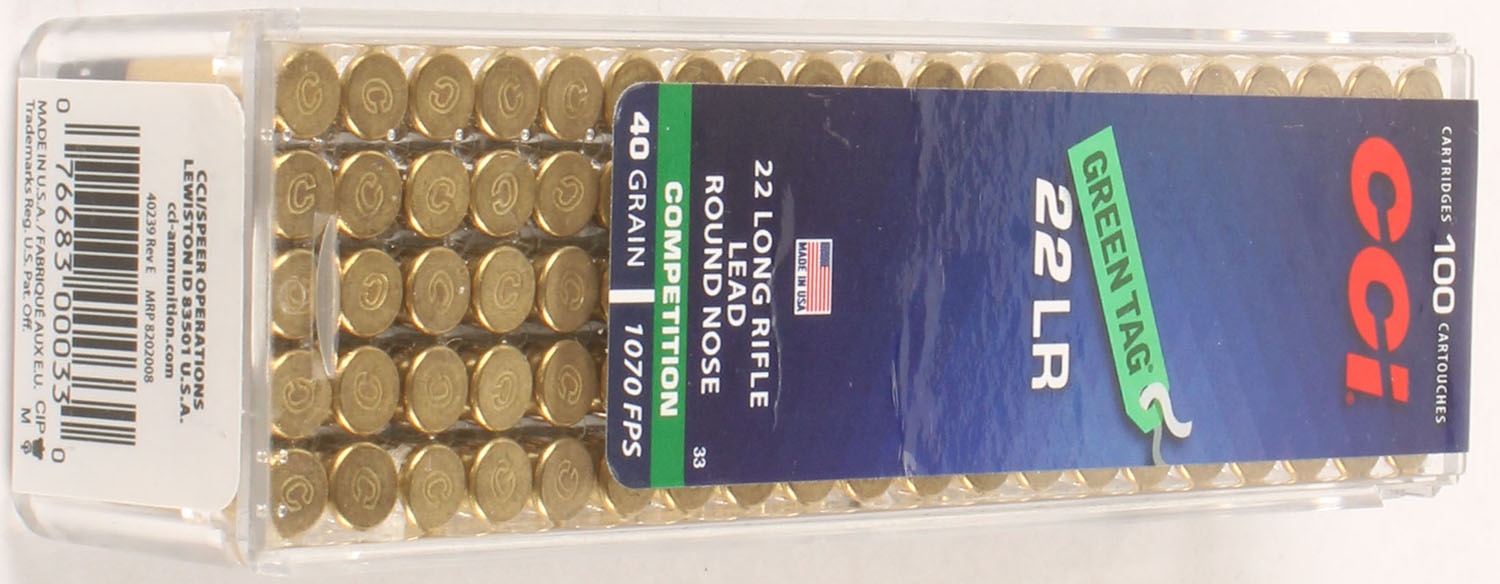 CARTRIDGES 100 CARTOUCHES
CCI
GREEN TAG®
22 LR
MADE IN USA
22 LONG RIFLE
LEAD
ROUND NOSE
33
COMPETITION
40 GRAIN 1070 FPS
CCI/SPEER OPERATIONS
LEWISTON ID 83501 U.S.A.
cci-ammunition.com
40239 Rev E MRP 8202008
0 76683 00033 0
MADE IN U.S.A. / FABRIQUÉ AUX E.U. CIP M
Trademarks Reg. U.S. Pat. Off.